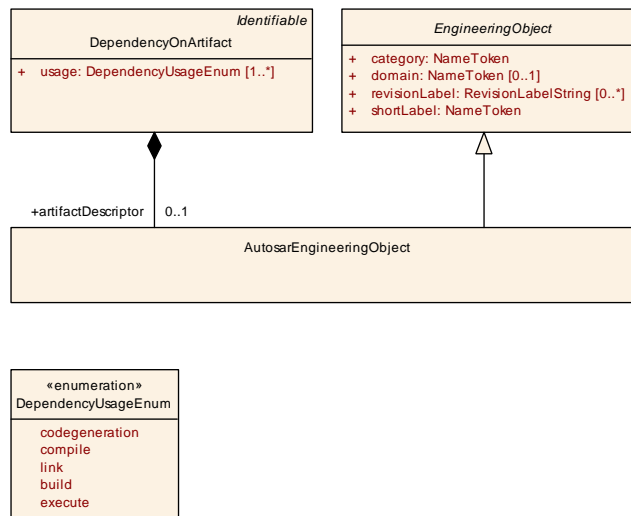 Identifiable
DependencyOnArtifact
+ usage: DependencyUsageEnum [1..*]
EngineeringObject
+ category: NameToken
+ domain: NameToken [0..1]
+ revisionLabel: RevisionLabelString [0..*]
+ shortLabel: NameToken
+artifactDescriptor 0..1
AutosarEngineeringObject
«enumeration»
DependencyUsageEnum
codegeneration
compile
link
build
execute